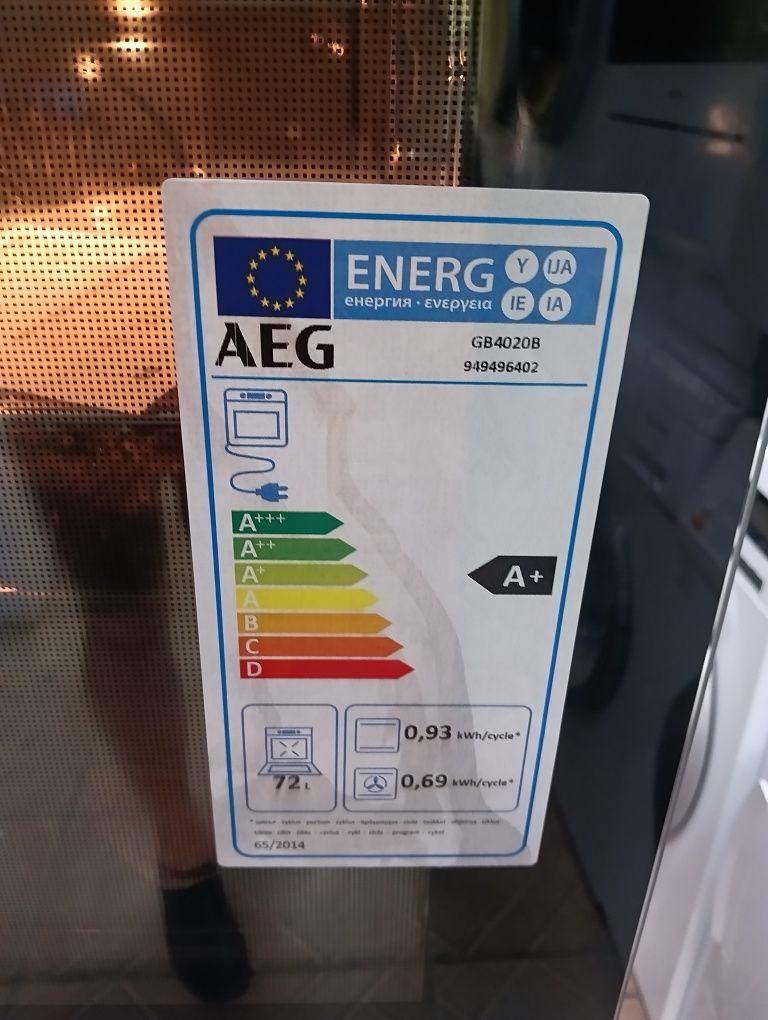 ENERG Y IJA
енергия · ενεργεια IE IA
AEG
GB4020B
949496402
A+++
A++
A+
A
B
C
D
A+
72 L
0,93 kWh/cycle*
0,69 kWh/cycle*
65/2014